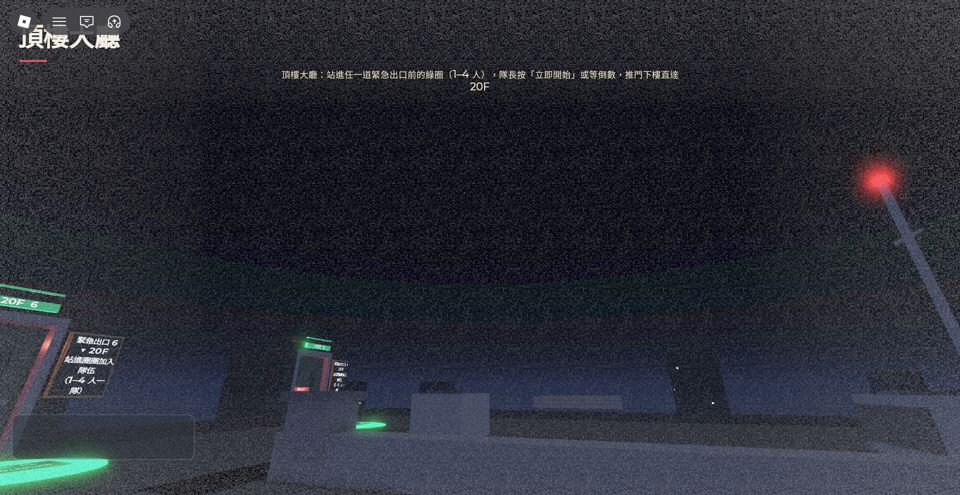 頂樓大廳
頂樓大廳：站進任一道緊急出口前的綠圈（1–4 人），隊長按「立即開始」或等倒數，推門下樓直達
20F
20F 6
緊急出口 6
▼ 20F
站進圈圈加入
隊伍
（1–4 人一
隊）